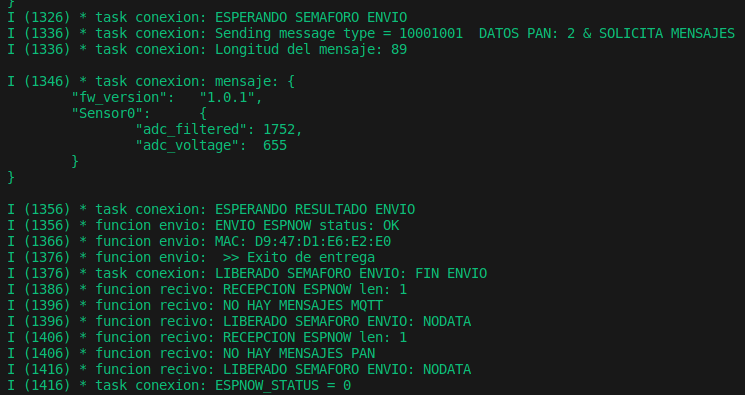 }
I (1326) * task conexion: ESPERANDO SEMAFORO ENVIO
I (1336) * task conexion: Sending message type = 10001001  DATOS PAN: 2 & SOLICITA MENSAJES
I (1336) * task conexion: Longitud del mensaje: 89
I (1346) * task conexion: mensaje: {
        "fw_version":   "1.0.1",
        "Sensor0":      {
                "adc_filtered": 1752,
                "adc_voltage":  655
        }
}
I (1356) * task conexion: ESPERANDO RESULTADO ENVIO
I (1356) * funcion envio: ENVIO ESPNOW status: OK
I (1366) * funcion envio: MAC: D9:47:D1:E6:E2:E0
I (1376) * funcion envio:  >> Exito de entrega
I (1376) * task conexion: LIBERADO SEMAFORO ENVIO: FIN ENVIO
I (1386) * funcion recivo: RECEPCION ESPNOW len: 1
I (1396) * funcion recivo: NO HAY MENSAJES MQTT
I (1396) * funcion recivo: LIBERADO SEMAFORO ENVIO: NODATA
I (1406) * funcion recivo: RECEPCION ESPNOW len: 1
I (1406) * funcion recivo: NO HAY MENSAJES PAN
I (1416) * funcion recivo: LIBERADO SEMAFORO ENVIO: NODATA
I (1416) * task conexion: ESPNOW_STATUS = 0